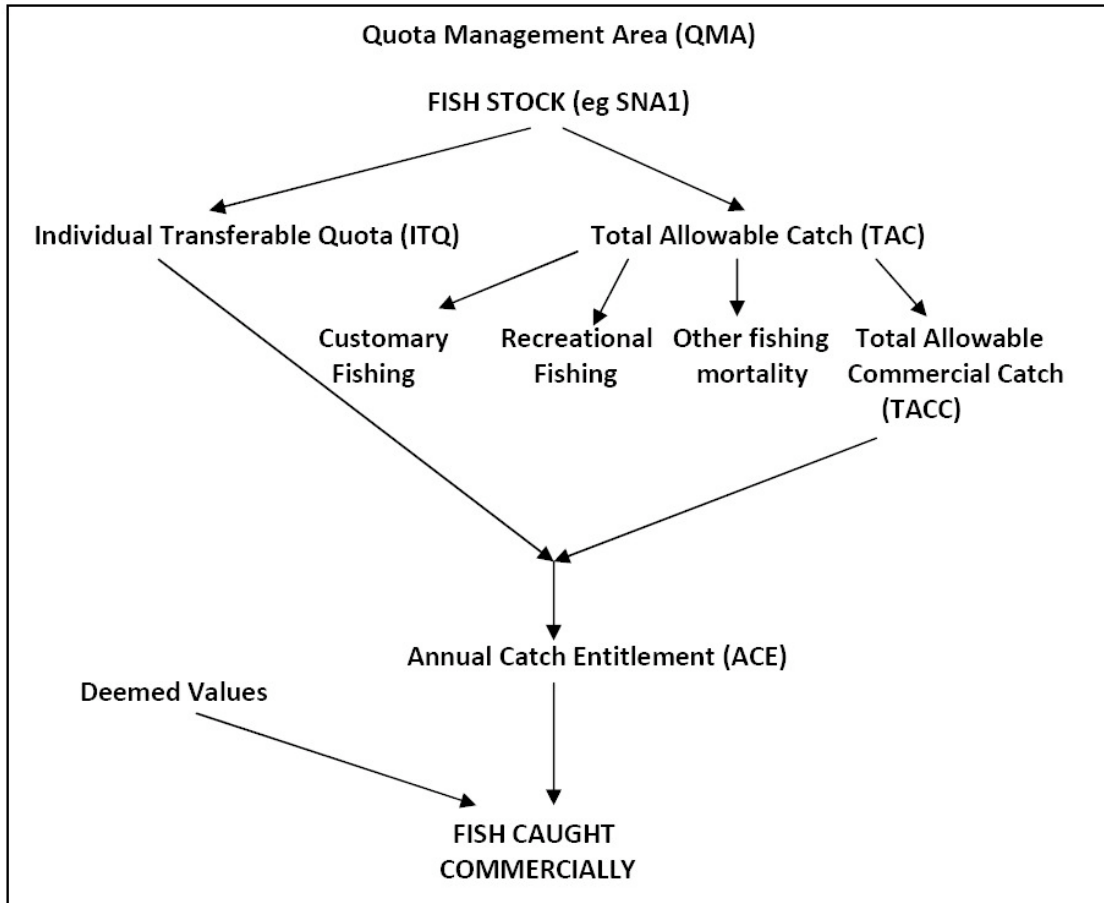 Quota Management Area (QMA)
FISH STOCK (eg SNA1)
Individual Transferable Quota (ITQ)
Total Allowable Catch (TAC)
Customary
Fishing
Recreational
Fishing
Other fishing
mortality
Total Allowable
Commercial Catch
(TACC)
Annual Catch Entitlement (ACE)
Deemed Values
FISH CAUGHT
COMMERCIALLY